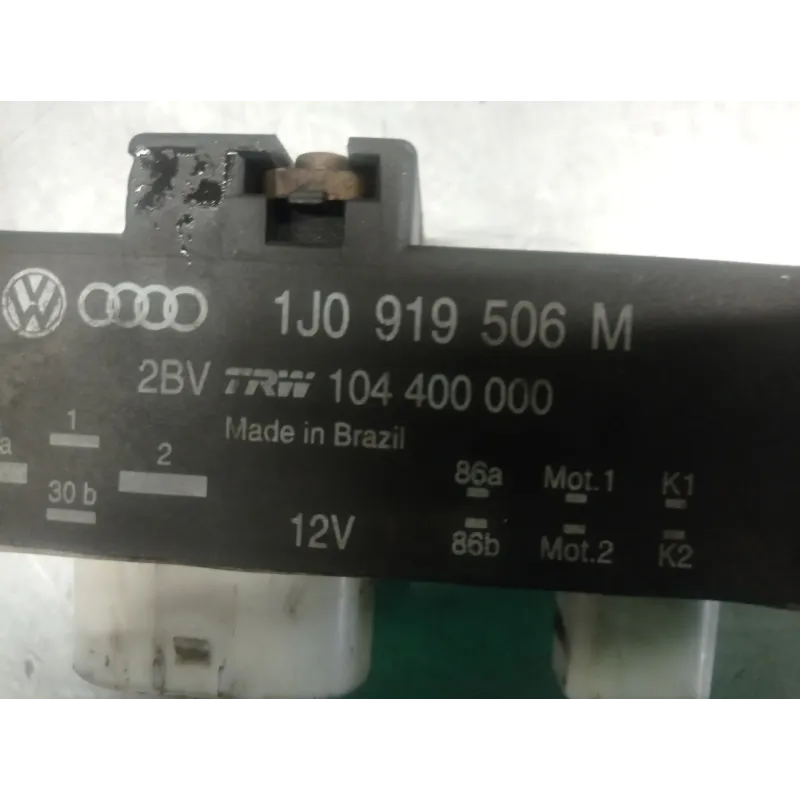 1J0 919 506 M
2BV TRW 104 400 000
Made in Brazil
a 1 2
30 b
12V
86a Mot.1 K1
86b Mot.2 K2